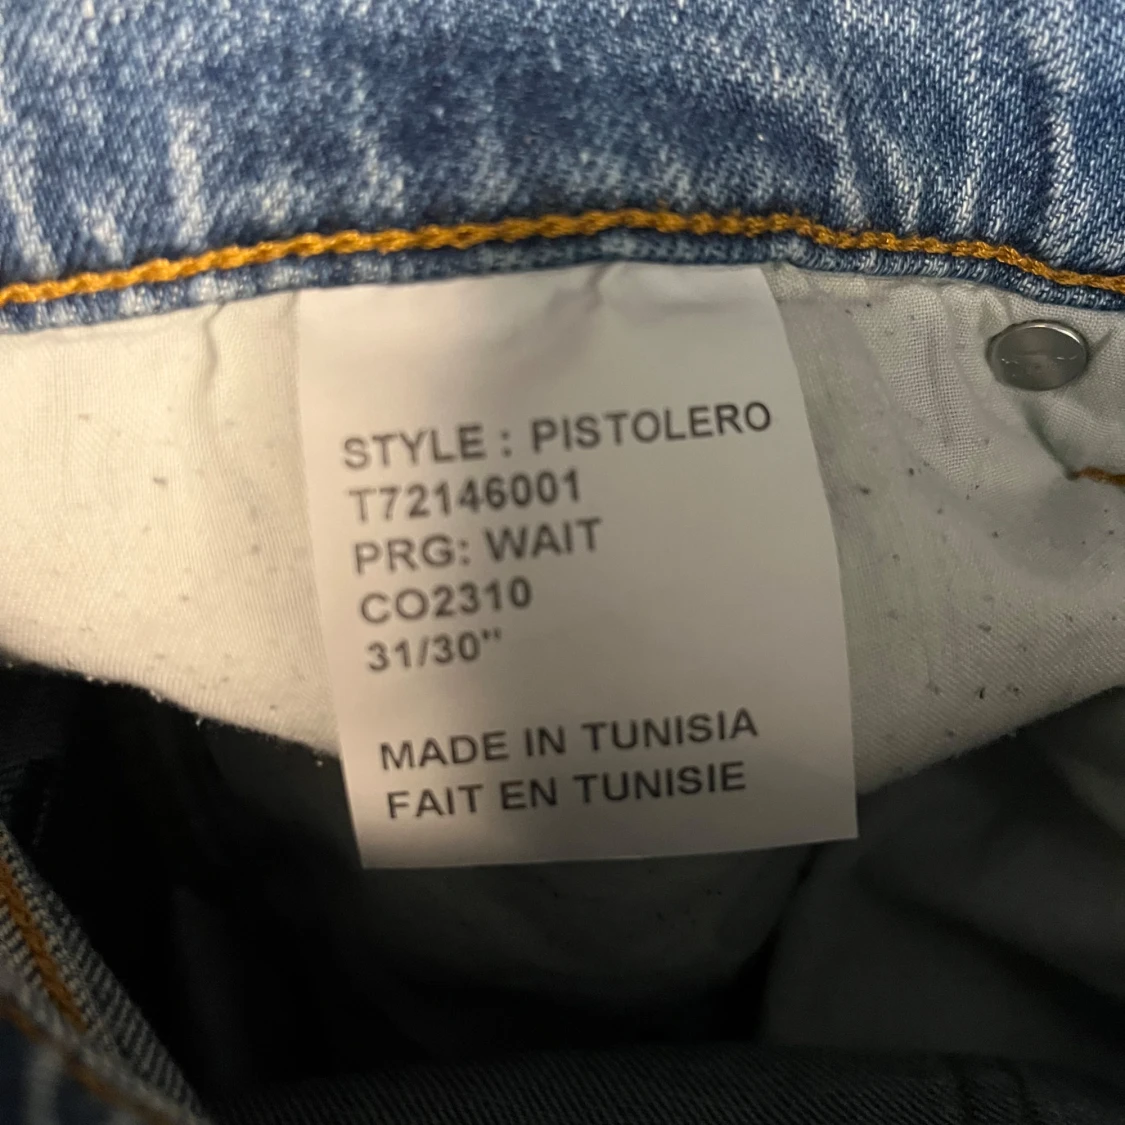 STYLE : PISTOLERO
T72146001
PRG: WAIT
CO2310
31/30"
MADE IN TUNISIA
FAIT EN TUNISIE